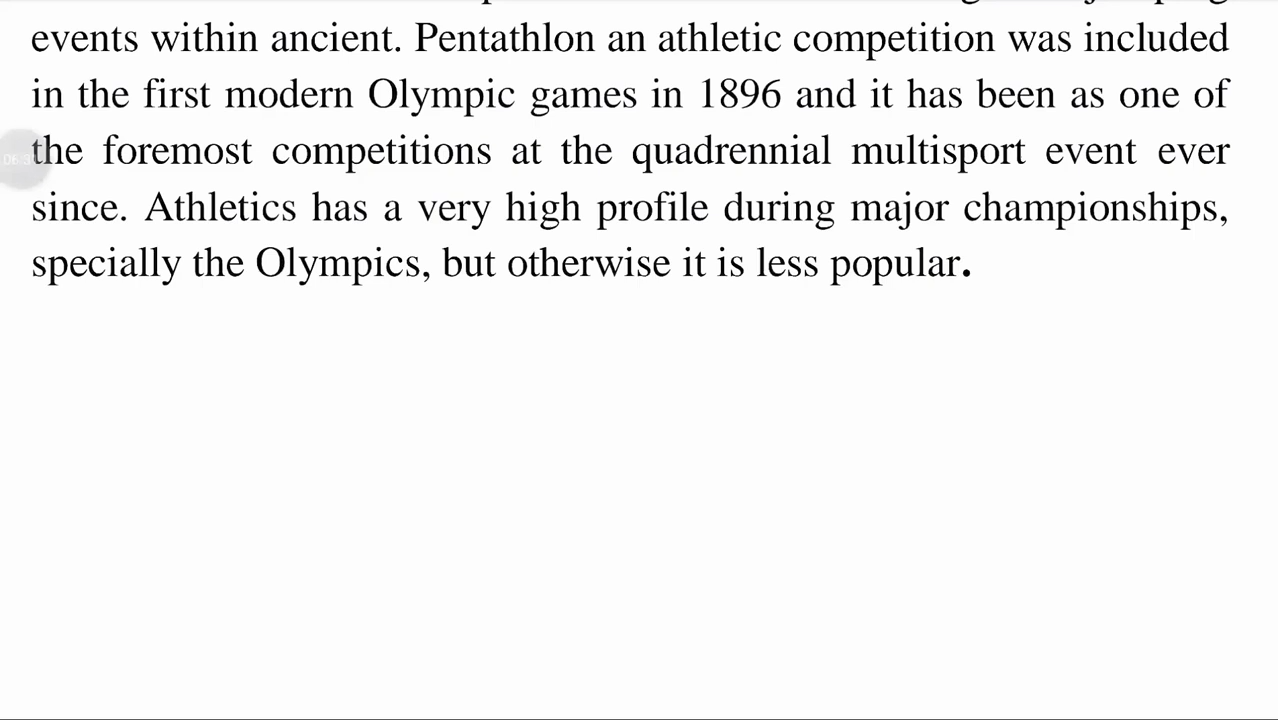 events within ancient. Pentathlon an athletic competition was included
in the first modern Olympic games in 1896 and it has been as one of
the foremost competitions at the quadrennial multisport event ever
since. Athletics has a very high profile during major championships,
specially the Olympics, but otherwise it is less popular.